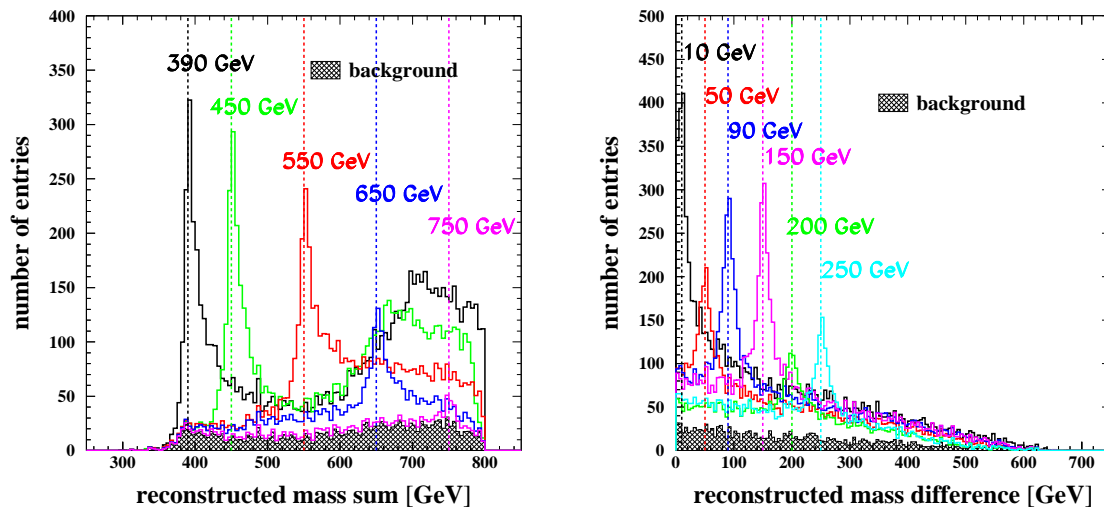 400
350
300
250
200
150
100
50
0
number of entries
390 GeV
450 GeV
550 GeV
650 GeV
750 GeV
background
300 400 500 600 700 800
reconstructed mass sum [GeV]
500
450
400
350
300
250
200
150
100
50
0
number of entries
10 GeV
50 GeV
90 GeV
150 GeV
200 GeV
250 GeV
background
0 100 200 300 400 500 600 700
reconstructed mass difference [GeV]